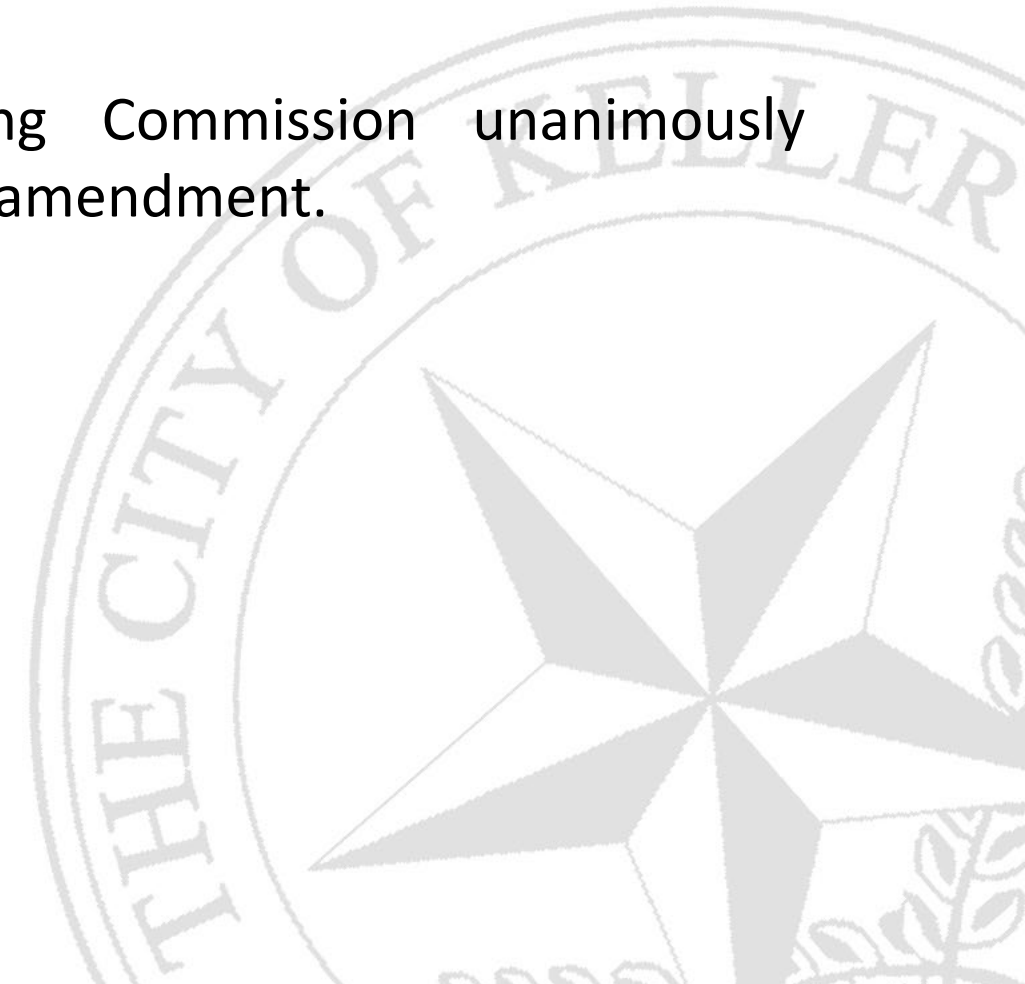 ng Commission unanimously
amendment.
THE CITY OF KELLER